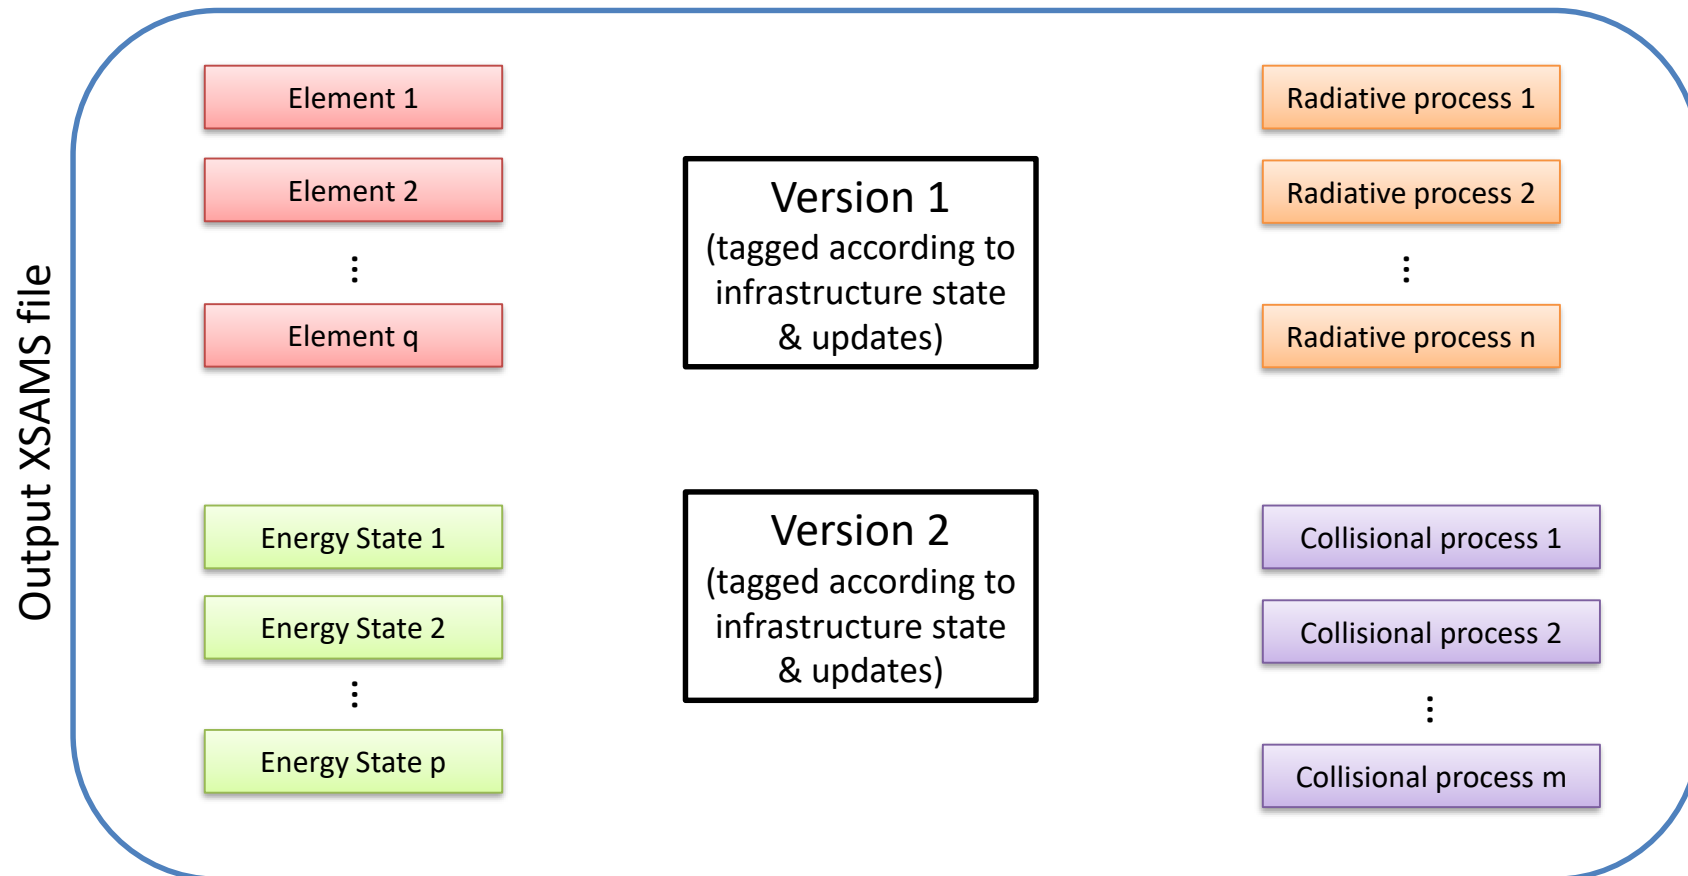 Output XSAMS file
Element 1
Element 2
⋮
Element q
Energy State 1
Energy State 2
⋮
Energy State p
Version 1
(tagged according to
infrastructure state
& updates)
Version 2
(tagged according to
infrastructure state
& updates)
Radiative process 1
Radiative process 2
⋮
Radiative process n
Collisional process 1
Collisional process 2
⋮
Collisional process m